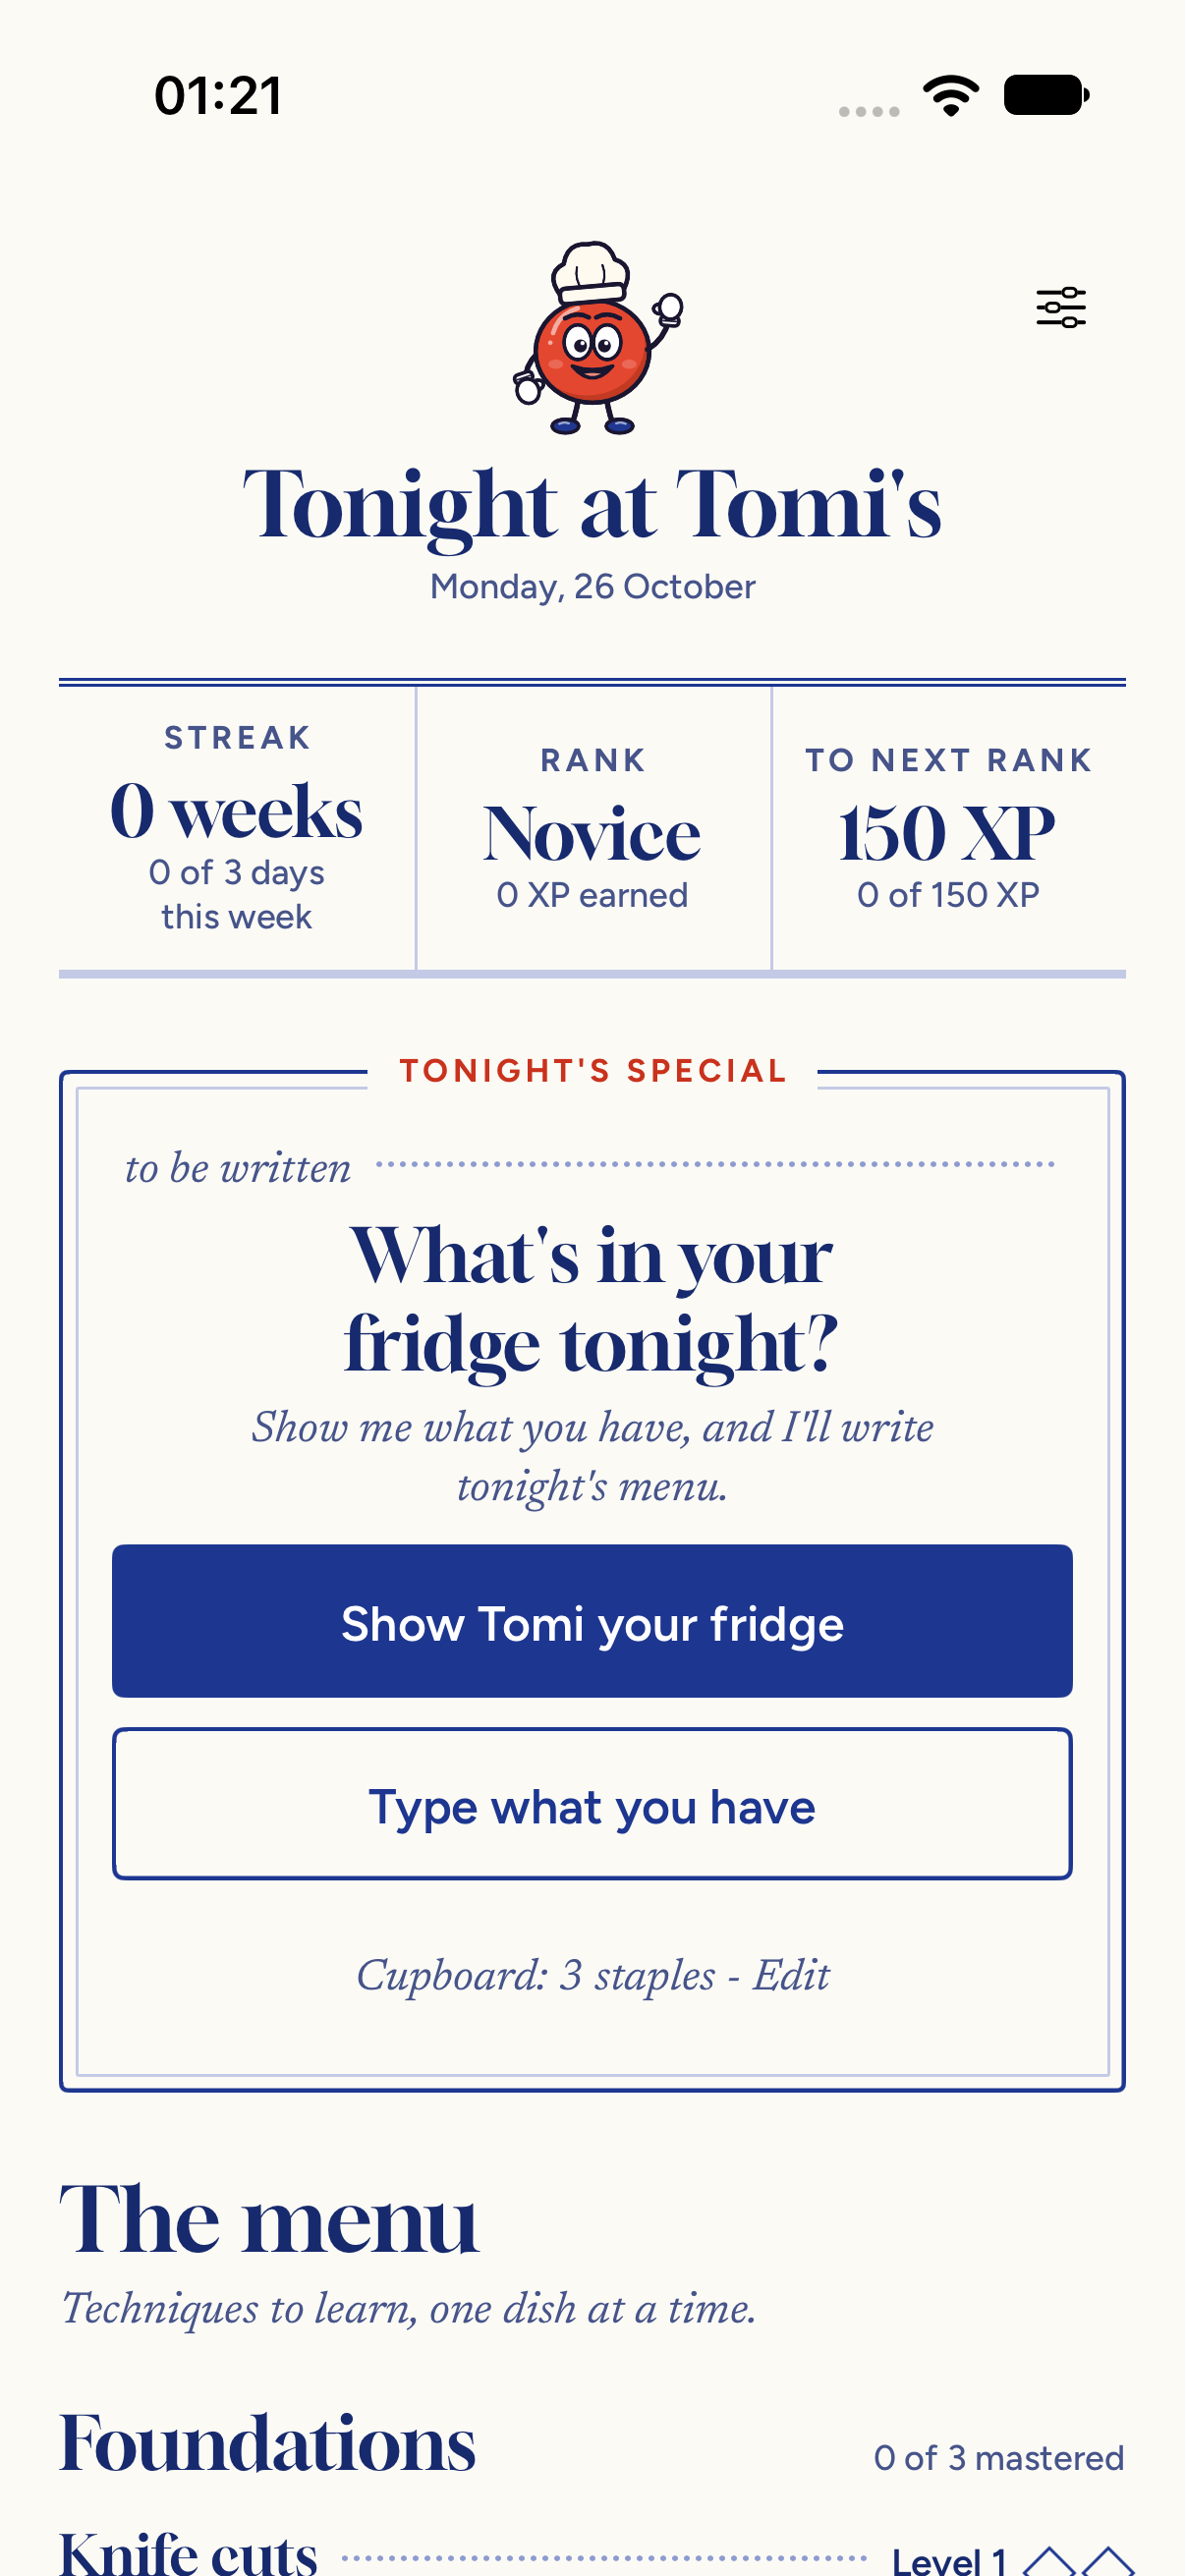 01:21
Tonight at Tomi's
Monday, 26 October
STREAK
0 weeks
0 of 3 days
this week
RANK
Novice
0 XP earned
TO NEXT RANK
150 XP
0 of 150 XP
TONIGHT'S SPECIAL
to be written
What's in your
fridge tonight?
Show me what you have, and I'll write
tonight's menu.
Show Tomi your fridge
Type what you have
Cupboard: 3 staples - Edit
The menu
Techniques to learn, one dish at a time.
Foundations
0 of 3 mastered
Knife cuts
Level 1